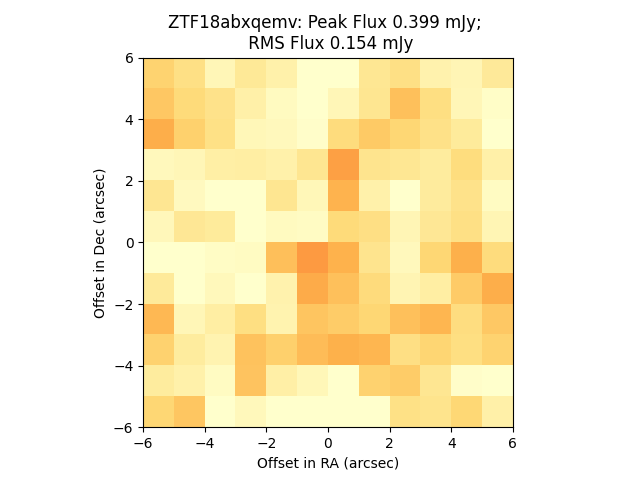 ZTF18abxqemv: Peak Flux 0.399 mJy;
RMS Flux 0.154 mJy
6
4
2
0
−2
−4
−6
Offset in Dec (arcsec)
−6 −4 −2 0 2 4 6
Offset in RA (arcsec)